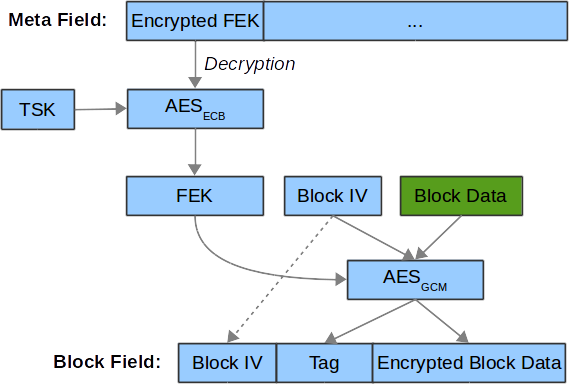 Meta Field: Encrypted FEK ...
Decryption
TSK AES_ECB
FEK Block IV Block Data
AES_GCM
Block Field: Block IV Tag Encrypted Block Data